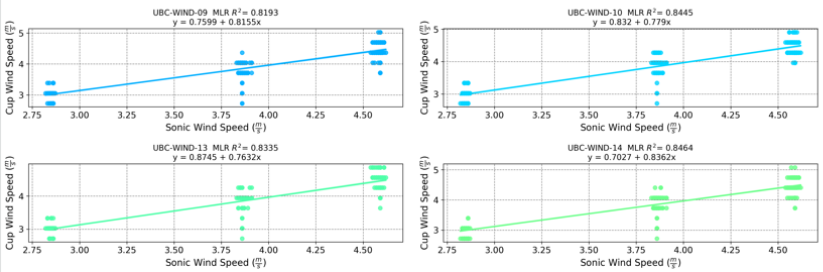 UBC-WIND-09 MLR R²= 0.8193
y = 0.7599 + 0.8155x
Cup Wind Speed (m/s)
5
4
3
2.75 3.00 3.25 3.50 3.75 4.00 4.25 4.50
Sonic Wind Speed (m/s)
UBC-WIND-10 MLR R²= 0.8445
y = 0.832 + 0.779x
Cup Wind Speed (m/s)
5
4
3
2.75 3.00 3.25 3.50 3.75 4.00 4.25 4.50
Sonic Wind Speed (m/s)
UBC-WIND-13 MLR R²= 0.8335
y = 0.8745 + 0.7632x
Cup Wind Speed (m/s)
4
3
2.75 3.00 3.25 3.50 3.75 4.00 4.25 4.50
Sonic Wind Speed (m/s)
UBC-WIND-14 MLR R²= 0.8464
y = 0.7027 + 0.8362x
Cup Wind Speed (m/s)
5
4
3
2.75 3.00 3.25 3.50 3.75 4.00 4.25 4.50
Sonic Wind Speed (m/s)